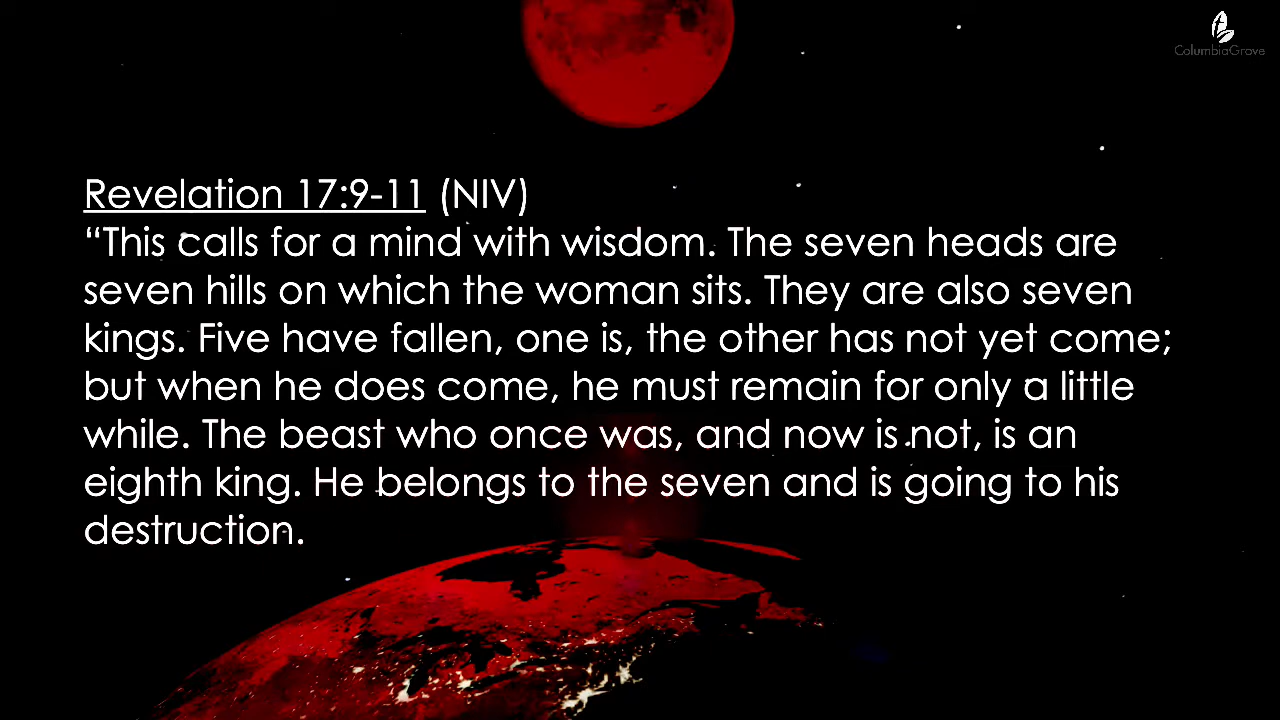 ColumbiaGrove
Revelation 17:9-11 (NIV)
“This calls for a mind with wisdom. The seven heads are
seven hills on which the woman sits. They are also seven
kings. Five have fallen, one is, the other has not yet come;
but when he does come, he must remain for only a little
while. The beast who once was, and now is not, is an
eighth king. He belongs to the seven and is going to his
destruction.